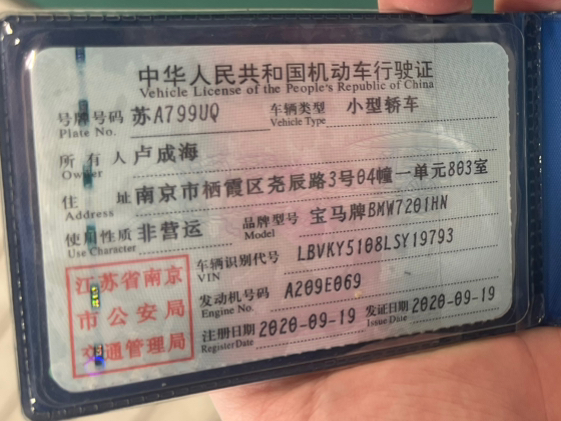 中华人民共和国机动车行驶证
Vehicle License of the People's Republic of China
号牌号码 苏A799UQ 车辆类型 小型轿车
Plate No. Vehicle Type
所有人 卢成海
Owner
住址 南京市栖霞区尧辰路3号04幢一单元803室
Address
使用性质 非营运 品牌型号 宝马牌BMW7201HN
Use Character Model
江苏省南京
市公安局
交通管理局
车辆识别代号 LBVKY5108LSY19793
VIN
发动机号码 A209E069
Engine No.
注册日期 2020-09-19 发证日期 2020-09-19
Register Date Issue Date